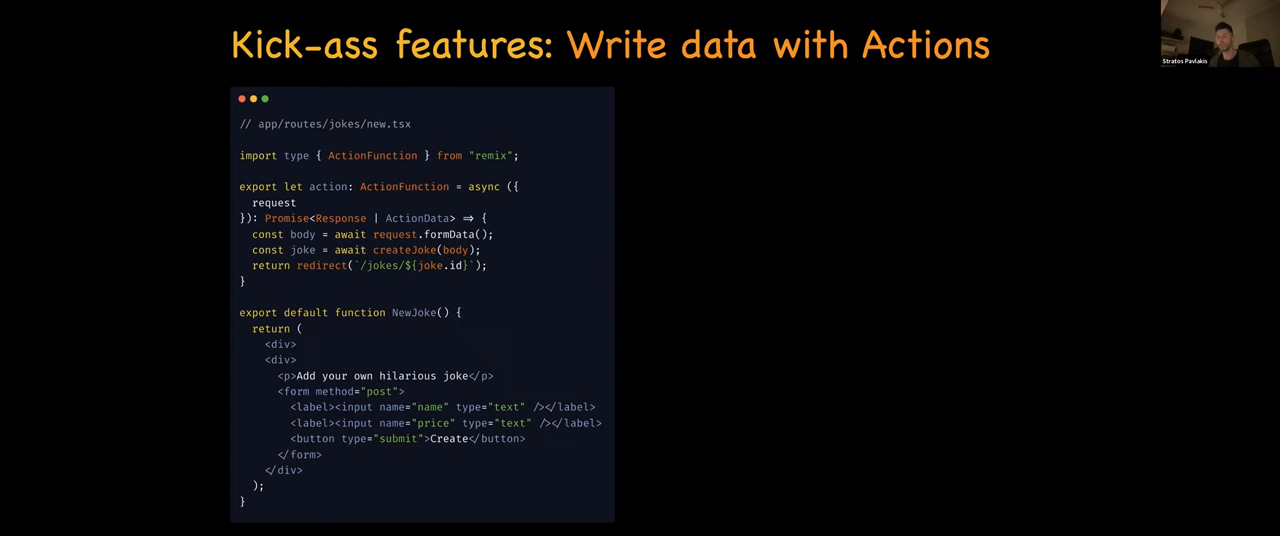 Kick-ass features: Write data with Actions
Stratos Pavlakis
// app/routes/jokes/new.tsx
import type { ActionFunction } from "remix";
export let action: ActionFunction = async ({
request
}): Promise<Response | ActionData> => {
const body = await request.formData();
const joke = await createJoke(body);
return redirect(`/jokes/${joke.id}`);
}
export default function NewJoke() {
return (
<div>
<div>
<p>Add your own hilarious joke</p>
<form method="post">
<label><input name="name" type="text" /></label>
<label><input name="price" type="text" /></label>
<button type="submit">Create</button>
</form>
</div>
);
}